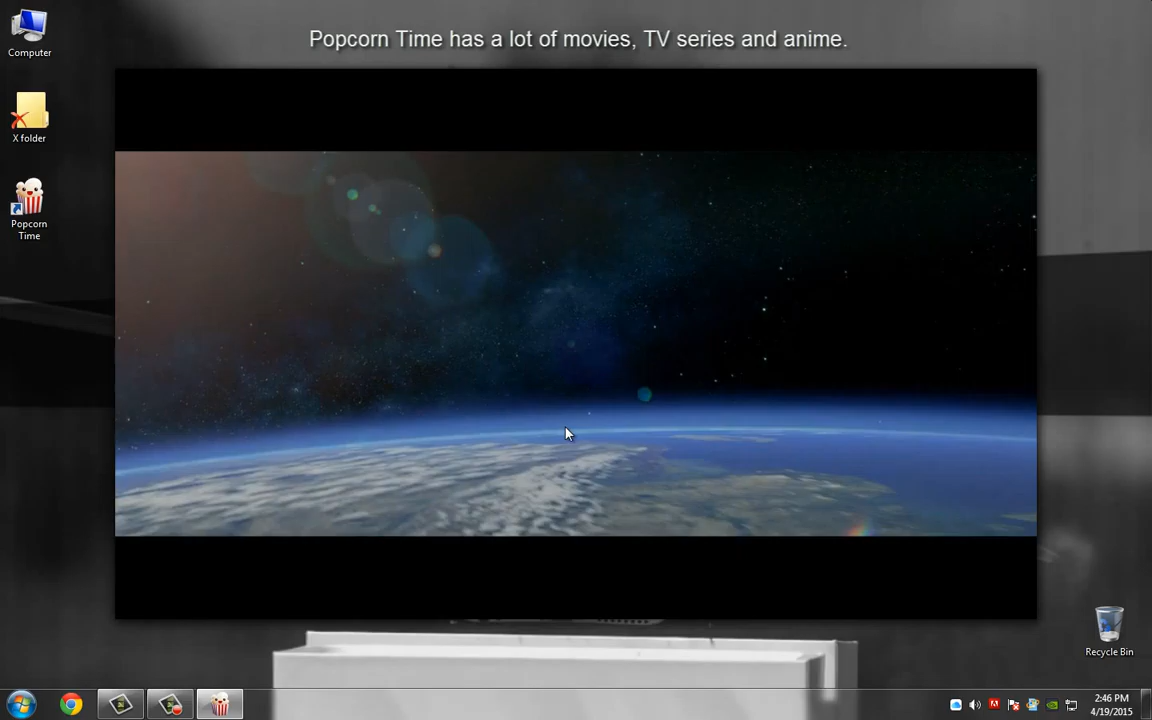 Popcorn Time has a lot of movies, TV series and anime.
Computer
X folder
Popcorn
Time
Recycle Bin
2:46 PM
4/19/2015